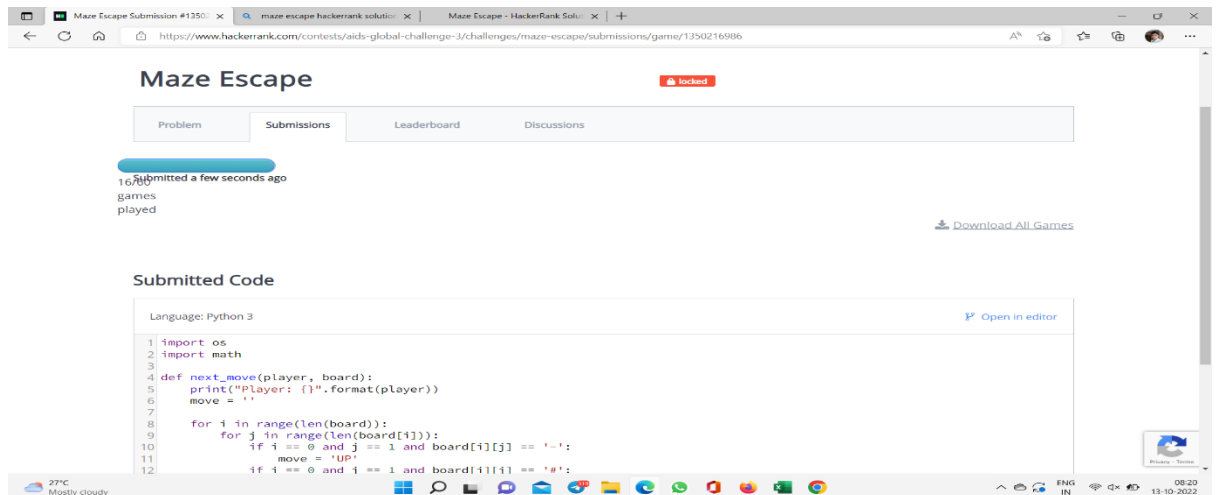 Maze Escape Submission #13502
maze escape hackerrank solution
Maze Escape - HackerRank Solut
https://www.hackerrank.com/contests/aids-global-challenge-3/challenges/maze-escape/submissions/game/1350216986
Maze Escape
locked
Problem Submissions Leaderboard Discussions
Submitted a few seconds ago
16/60
games
played
Download All Games
Submitted Code
Language: Python 3
Open in editor
1 import os
2 import math
3
4 def next_move(player, board):
5     print("Player: {}".format(player))
6     move = ''
7
8     for i in range(len(board)):
9         for j in range(len(board[i])):
10             if i == 0 and j == 1 and board[i][j] == '-':
11                 move = 'UP'
12             if i == 0 and j == 1 and board[i][j] == '#':
Privacy - Terms
27°C
Mostly cloudy
ENG
IN
08:20
13-10-2022